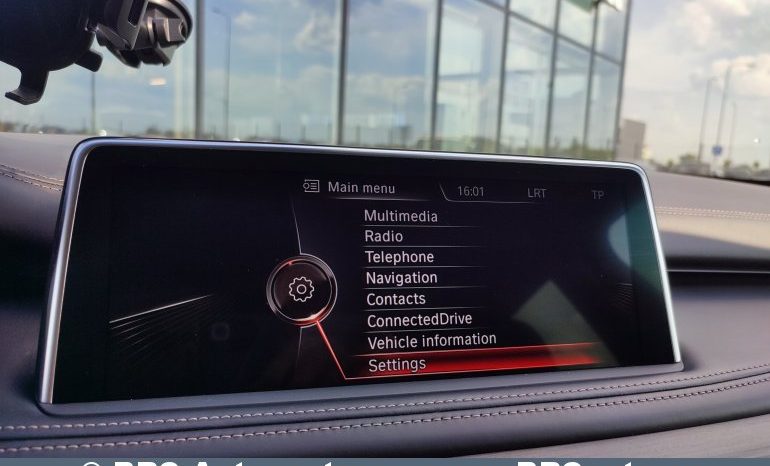 Main menu 16:01 LRT TP
Multimedia
Radio
Telephone
Navigation
Contacts
ConnectedDrive
Vehicle information
Settings